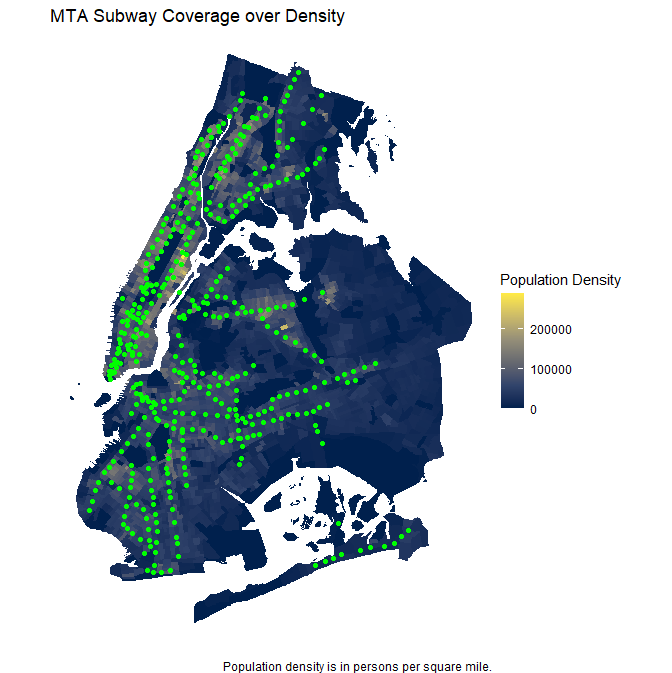 MTA Subway Coverage over Density
Population Density
200000
100000
0
Population density is in persons per square mile.